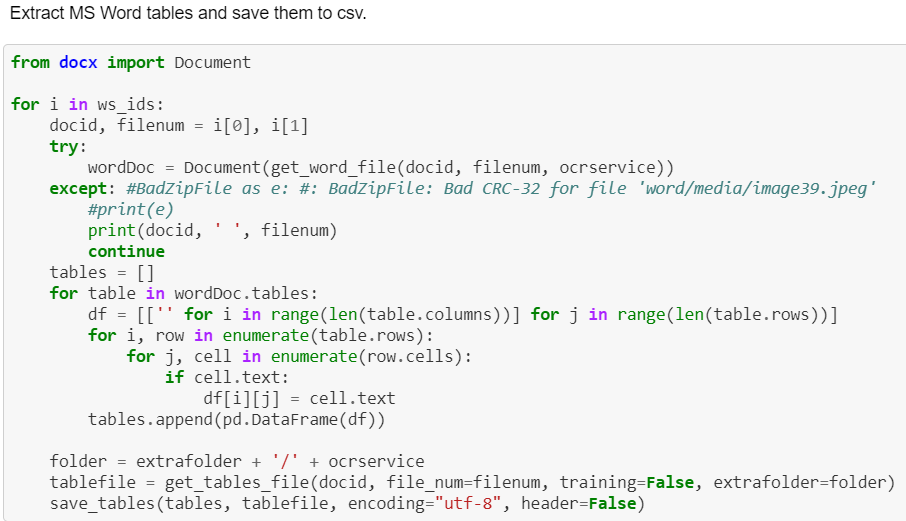 Extract MS Word tables and save them to csv.
from docx import Document
for i in ws_ids:
    docid, filenum = i[0], i[1]
    try:
        wordDoc = Document(get_word_file(docid, filenum, ocrservice))
    except: #BadZipFile as e: #: BadZipFile: Bad CRC-32 for file 'word/media/image39.jpeg'
        #print(e)
        print(docid, ' ', filenum)
        continue
    tables = []
    for table in wordDoc.tables:
        df = [['' for i in range(len(table.columns))] for j in range(len(table.rows))]
        for i, row in enumerate(table.rows):
            for j, cell in enumerate(row.cells):
                if cell.text:
                    df[i][j] = cell.text
        tables.append(pd.DataFrame(df))
    folder = extrafolder + '/' + ocrservice
    tablefile = get_tables_file(docid, file_num=filenum, training=False, extrafolder=folder)
    save_tables(tables, tablefile, encoding="utf-8", header=False)